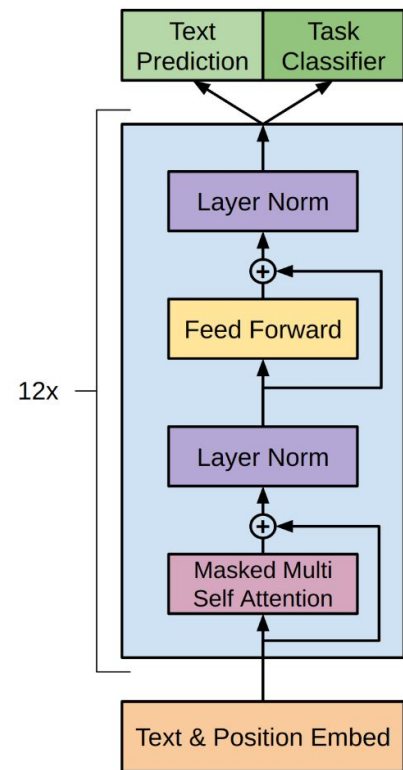 Text
Prediction
Task
Classifier
Layer Norm
+
Feed Forward
12x
Layer Norm
+
Masked Multi
Self Attention
Text & Position Embed